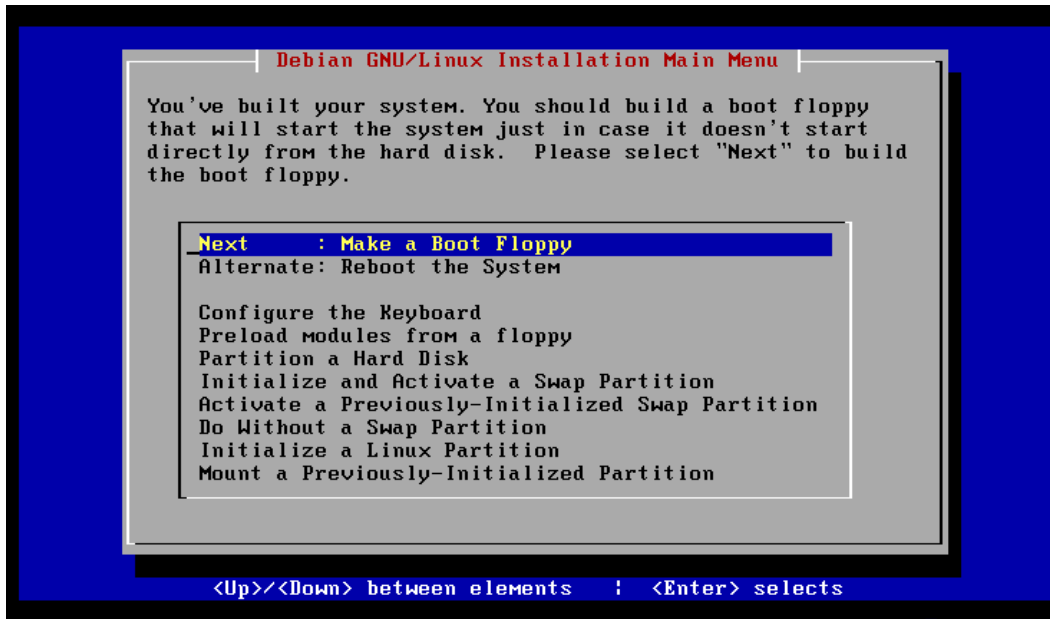 Debian GNU/Linux Installation Main Menu
You've built your system. You should build a boot floppy
that will start the system just in case it doesn't start
directly from the hard disk.  Please select "Next" to build
the boot floppy.
Next      : Make a Boot Floppy
Alternate: Reboot the System
Configure the Keyboard
Preload modules from a floppy
Partition a Hard Disk
Initialize and Activate a Swap Partition
Activate a Previously-Initialized Swap Partition
Do Without a Swap Partition
Initialize a Linux Partition
Mount a Previously-Initialized Partition
<Up>/<Down> between elements   ¦  <Enter> selects